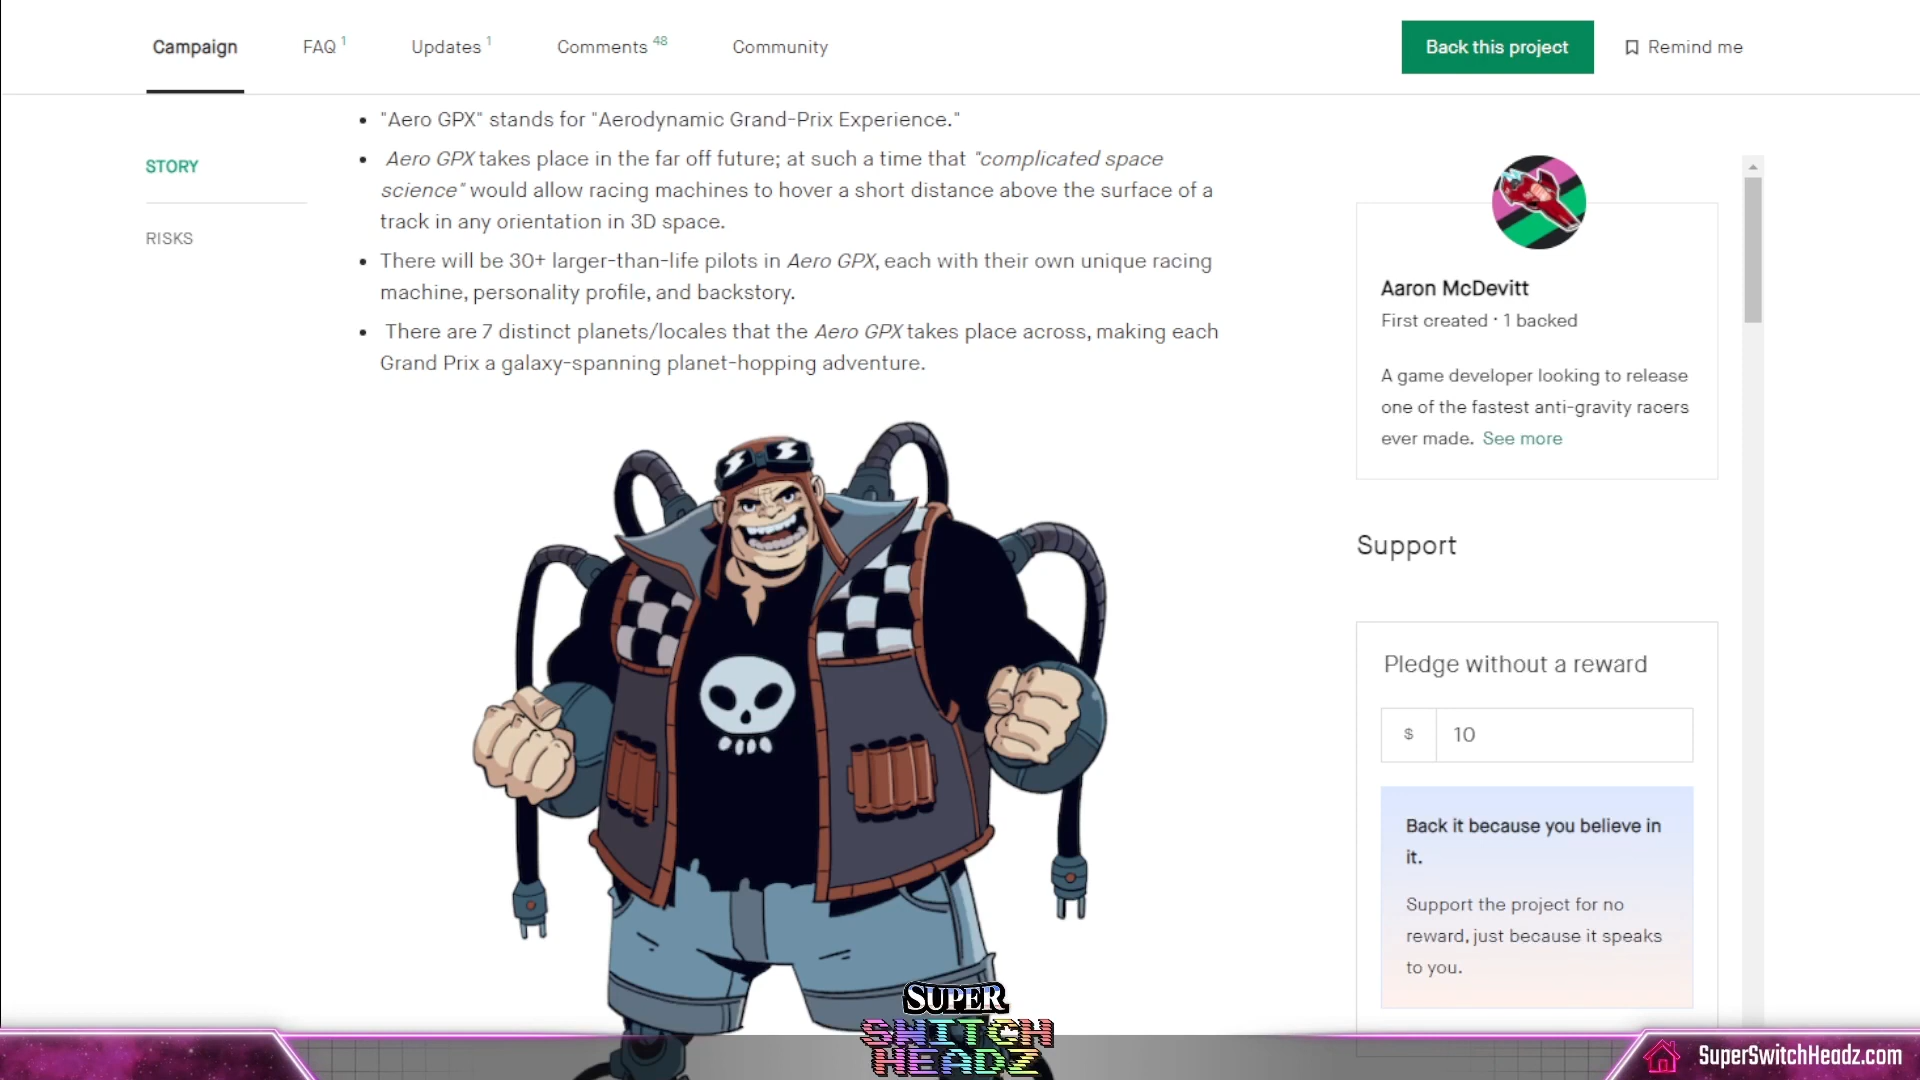 Campaign
FAQ 1
Updates 1
Comments 48
Community
Back this project
Remind me
STORY
RISKS
• "Aero GPX" stands for "Aerodynamic Grand-Prix Experience."
• Aero GPX takes place in the far off future; at such a time that "complicated space
science" would allow racing machines to hover a short distance above the surface of a
track in any orientation in 3D space.
• There will be 30+ larger-than-life pilots in Aero GPX, each with their own unique racing
machine, personality profile, and backstory.
• There are 7 distinct planets/locales that the Aero GPX takes place across, making each
Grand Prix a galaxy-spanning planet-hopping adventure.
Aaron McDevitt
First created · 1 backed
A game developer looking to release
one of the fastest anti-gravity racers
ever made. See more
Support
Pledge without a reward
$ 10
Back it because you believe in
it.
Support the project for no
reward, just because it speaks
to you.
SUPER
SWITCH
HEADZ
SuperSwitchHeadz.com